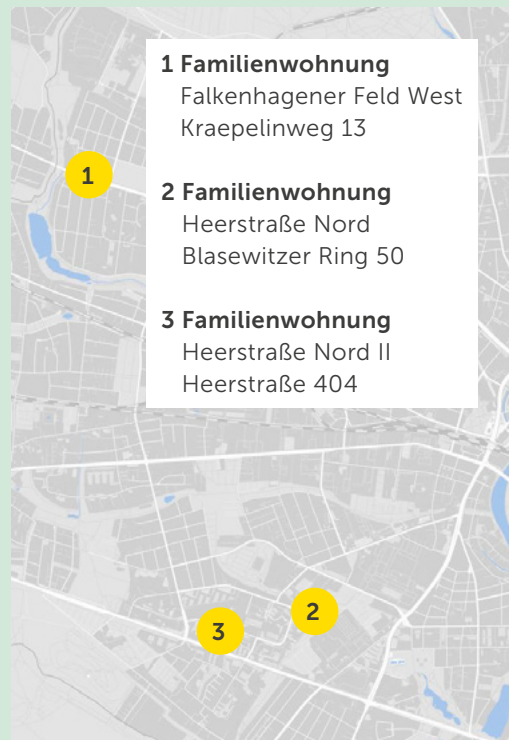 1 Familienwohnung
Falkenhagener Feld West
Kraepelinweg 13
2 Familienwohnung
Heerstraße Nord
Blasewitzer Ring 50
3 Familienwohnung
Heerstraße Nord II
Heerstraße 404
1
2
3